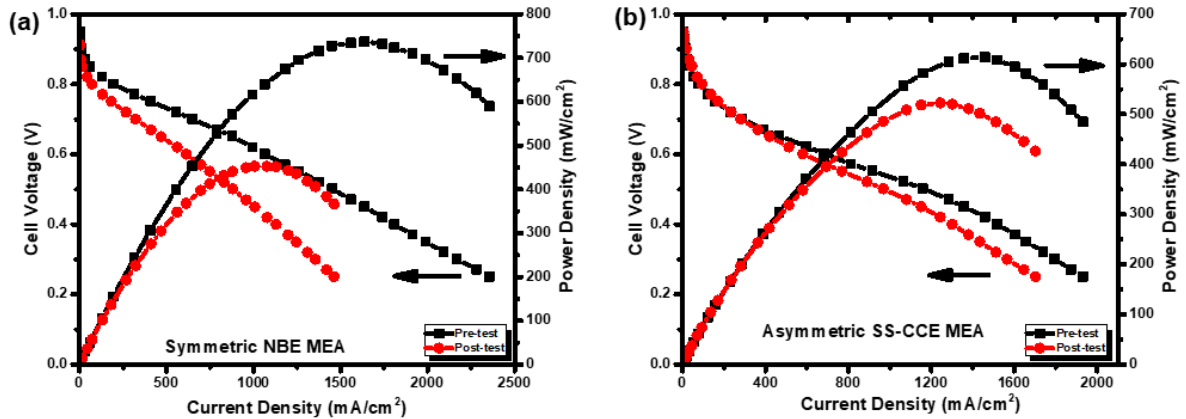 (a)
1.0
0.8
0.6
0.4
0.2
0.0
Cell Voltage (V)
0
500
1000
1500
2000
2500
Current Density (mA/cm²)
800
700
600
500
400
300
200
100
0
Power Density (mW/cm²)
Symmetric NBE MEA
Pre-test
Post-test
(b)
1.0
0.8
0.6
0.4
0.2
0.0
Cell Voltage (V)
0
400
800
1200
1600
2000
Current Density (mA/cm²)
700
600
500
400
300
200
100
0
Power Density (mW/cm²)
Asymmetric SS-CCE MEA
Pre-test
Post-test